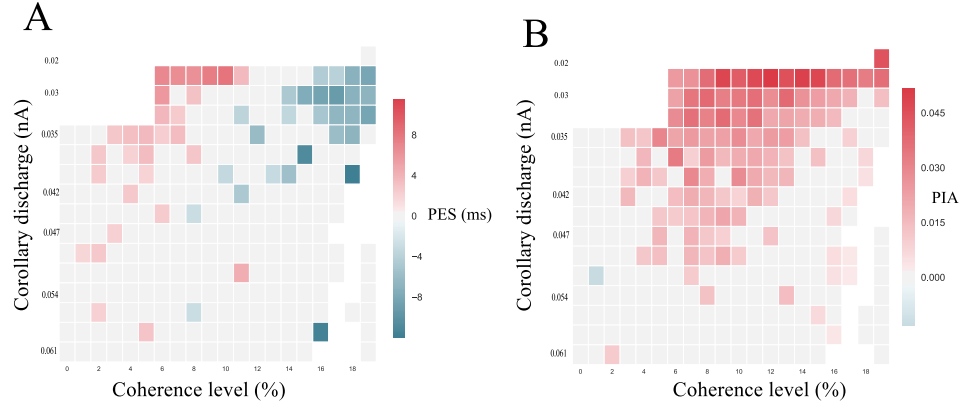 A
Corollary discharge (nA)
0.02
0.03
0.035
0.042
0.047
0.054
0.061
0 2 4 6 8 10 12 14 16 18
Coherence level (%)
8
4
0
−4
−8
PES (ms)
B
Corollary discharge (nA)
0.02
0.03
0.035
0.042
0.047
0.054
0.061
0 2 4 6 8 10 12 14 16 18
Coherence level (%)
0.045
0.030
0.015
0.000
PIA